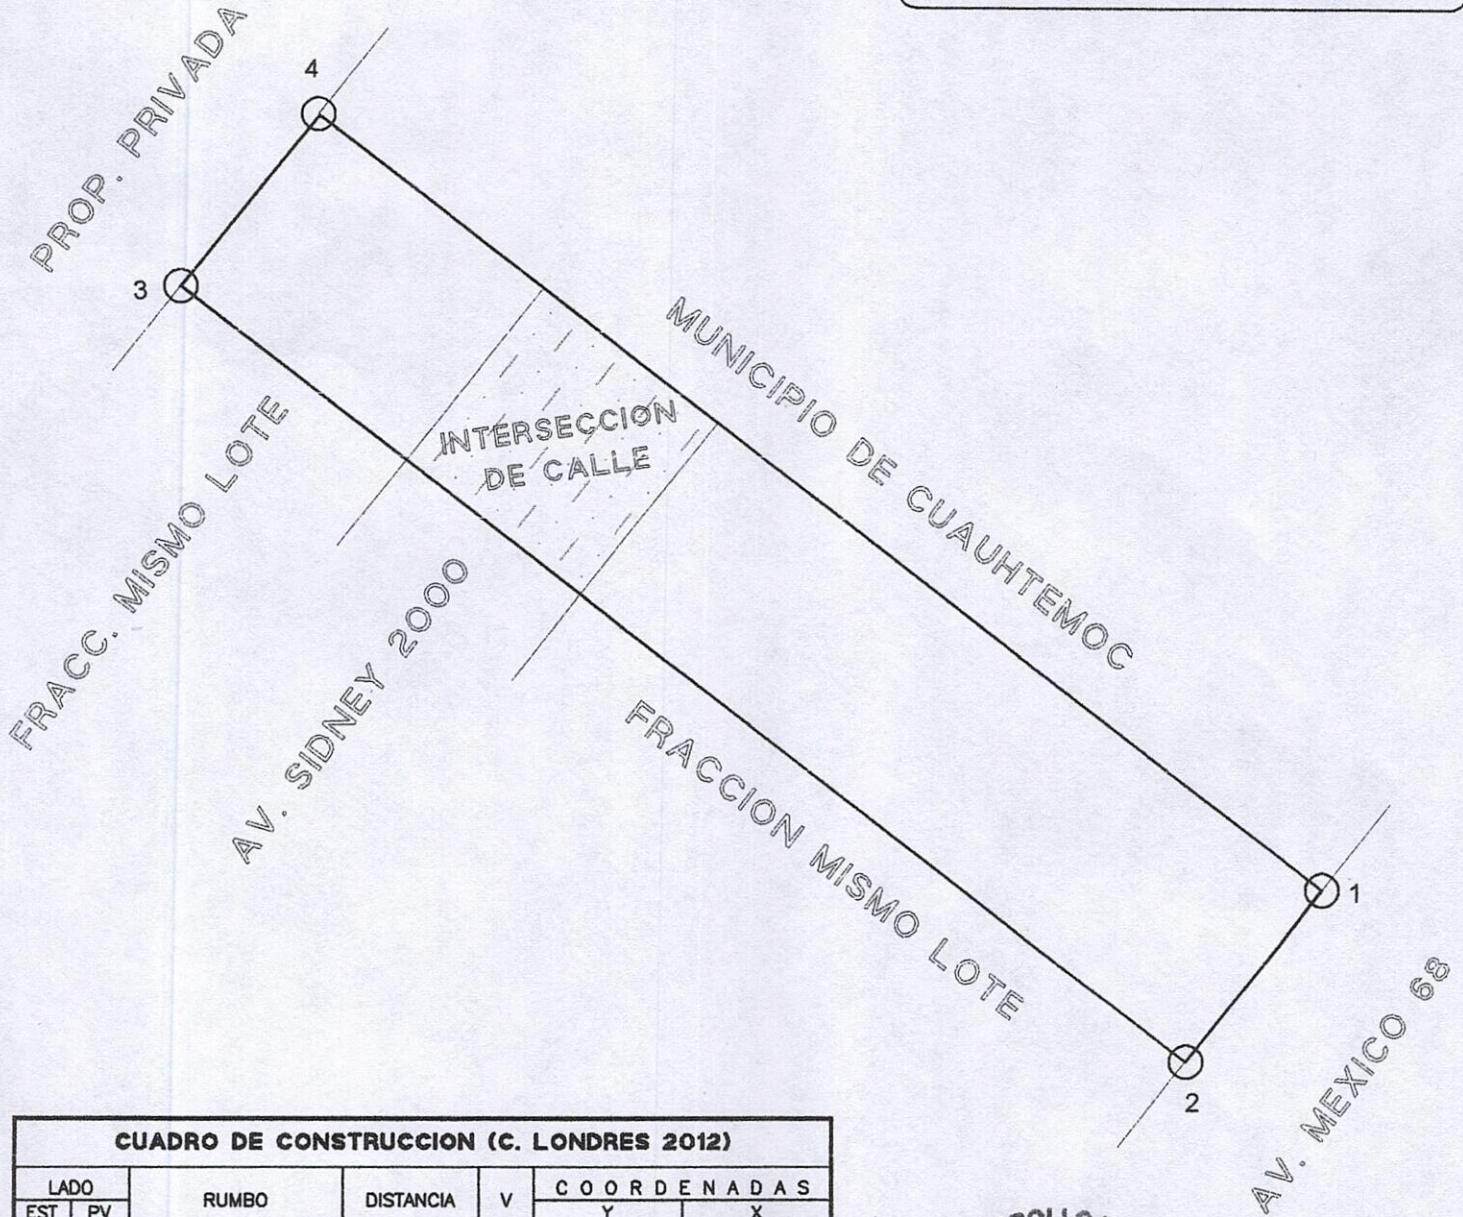 4
PROP. PRIVADA
3
MUNICIPIO DE CUAUHTEMOC
INTERSECCION
DE CALLE
FRACC. MISMO LOTE
AV. SIDNEY 2000
FRACCION MISMO LOTE
1
2
AV. MEXICO 68
CUADRO DE CONSTRUCCION (C. LONDRES 2012)
LADO RUMBO DISTANCIA V COORDENADAS
EST PV Y X